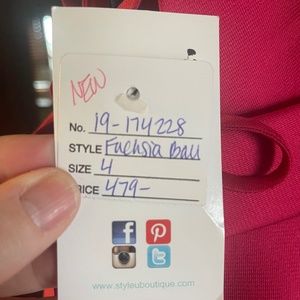 NEW
No. 19-174228
STYLE Fuchsia Ball
SIZE 4
PRICE 479-
www.styleuboutique.com